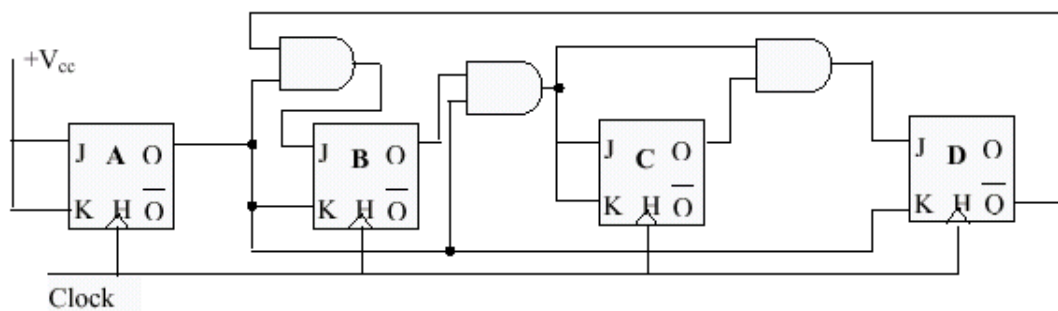 +Vcc
J A O
K H O
J B O
K H O
J C O
K H O
J D O
K H O
Clock